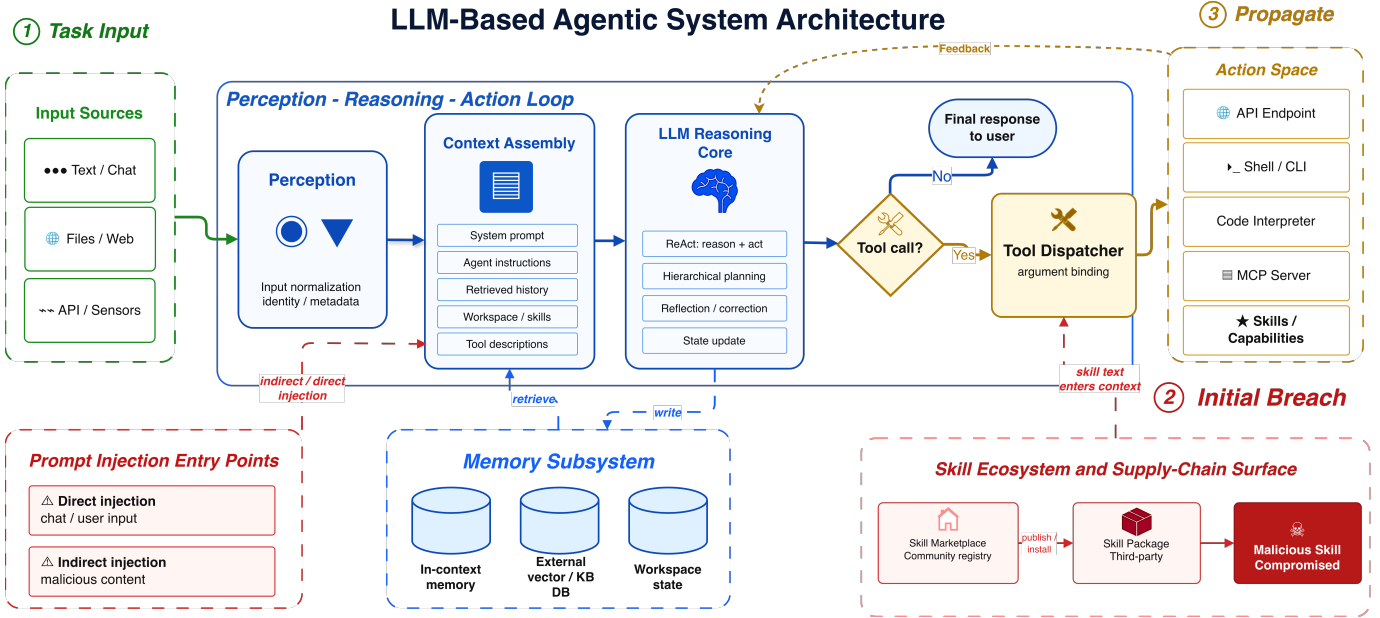 LLM-Based Agentic System Architecture
1 Task Input
Input Sources
Text / Chat
Files / Web
API / Sensors
Perception - Reasoning - Action Loop
Perception
Input normalization
identity / metadata
Context Assembly
System prompt
Agent instructions
Retrieved history
Workspace / skills
Tool descriptions
LLM Reasoning
Core
ReAct: reason + act
Hierarchical planning
Reflection / correction
State update
Tool call?
No
Yes
Final response
to user
Tool Dispatcher
argument binding
Feedback
3 Propagate
Action Space
API Endpoint
Shell / CLI
Code Interpreter
MCP Server
★ Skills /
Capabilities
indirect / direct
injection
retrieve
write
skill text
enters context
2 Initial Breach
Prompt Injection Entry Points
⚠ Direct injection
chat / user input
⚠ Indirect injection
malicious content
Memory Subsystem
In-context
memory
External
vector / KB
DB
Workspace
state
Skill Ecosystem and Supply-Chain Surface
Skill Marketplace
Community registry
publish /
install
Skill Package
Third-party
Malicious Skill
Compromised